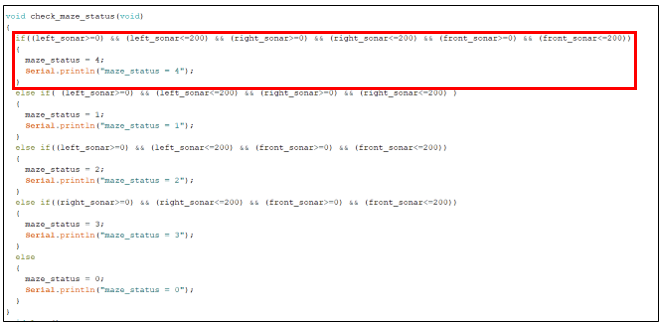 void check_maze_status(void)
{
if((left_sonar>=0) && (left_sonar<=200) && (right_sonar>=0) && (right_sonar<=200) && (front_sonar>=0) && (front_sonar<=200))
{
maze_status = 4;
Serial.println("maze_status = 4");
}
else if( (left_sonar>=0) && (left_sonar<=200) && (right_sonar>=0) && (right_sonar<=200) )
{
maze_status = 1;
Serial.println("maze_status = 1");
}
else if((left_sonar>=0) && (left_sonar<=200) && (front_sonar>=0) && (front_sonar<=200))
{
maze_status = 2;
Serial.println("maze_status = 2");
}
else if((right_sonar>=0) && (right_sonar<=200) && (front_sonar>=0) && (front_sonar<=200))
{
maze_status = 3;
Serial.println("maze_status = 3");
}
else
{
maze_status = 0;
Serial.println("maze_status = 0");
}
}